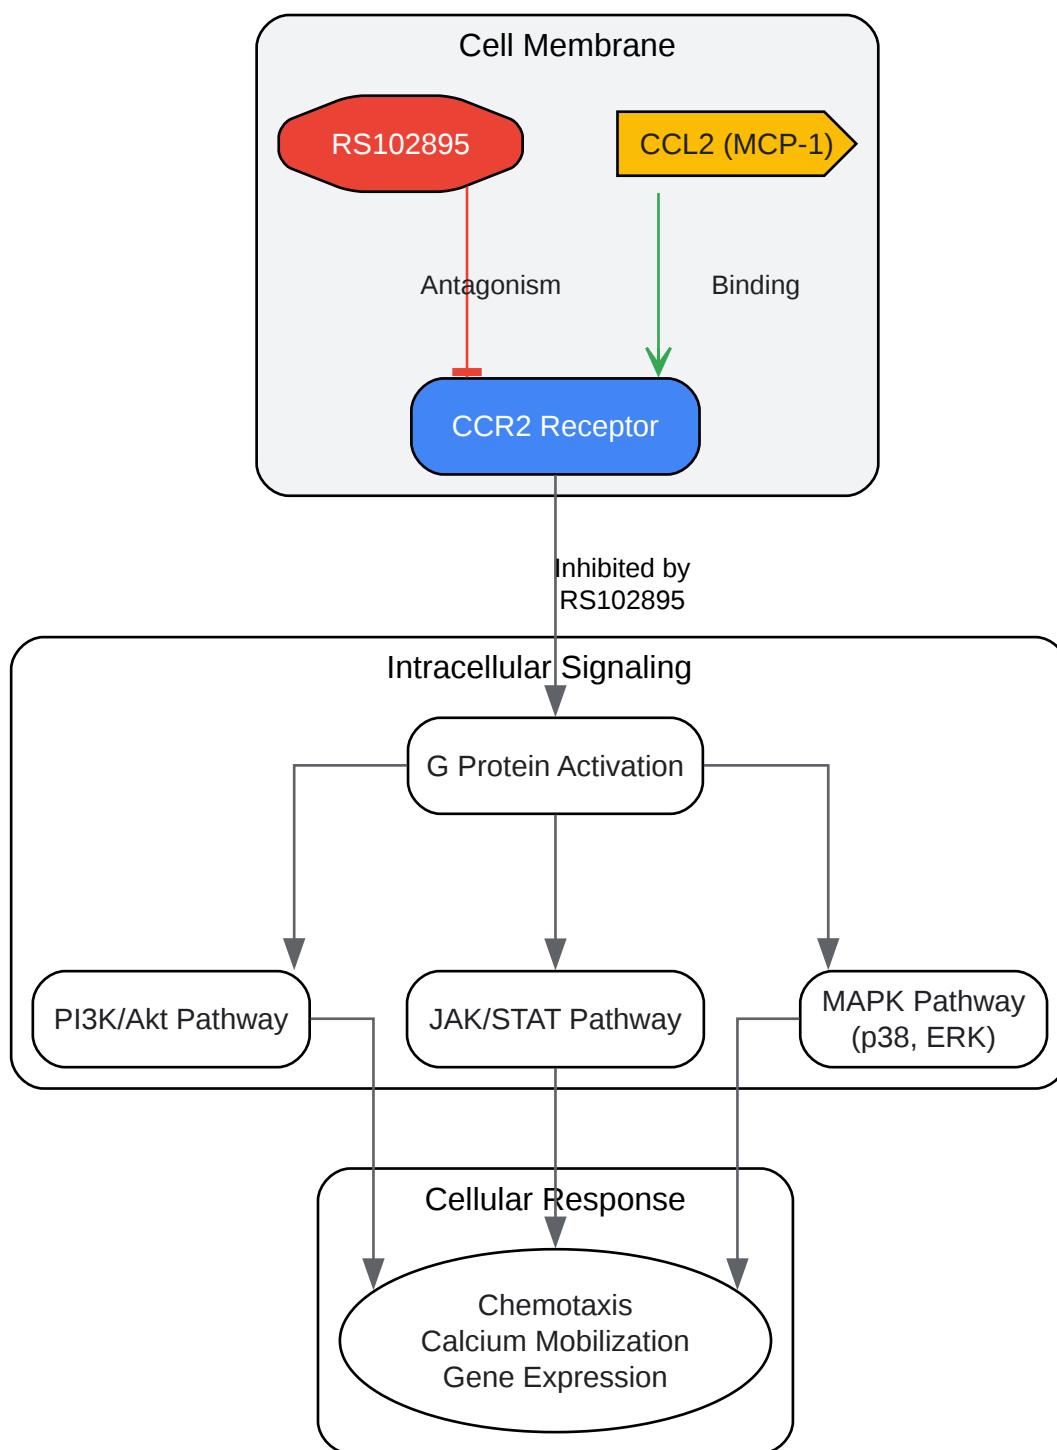 Cell Membrane
RS102895
CCL2 (MCP-1)
Antagonism
Binding
CCR2 Receptor
Inhibited by
RS102895
Intracellular Signaling
G Protein Activation
PI3K/Akt Pathway
JAK/STAT Pathway
MAPK Pathway
(p38, ERK)
Cellular Response
Chemotaxis
Calcium Mobilization
Gene Expression